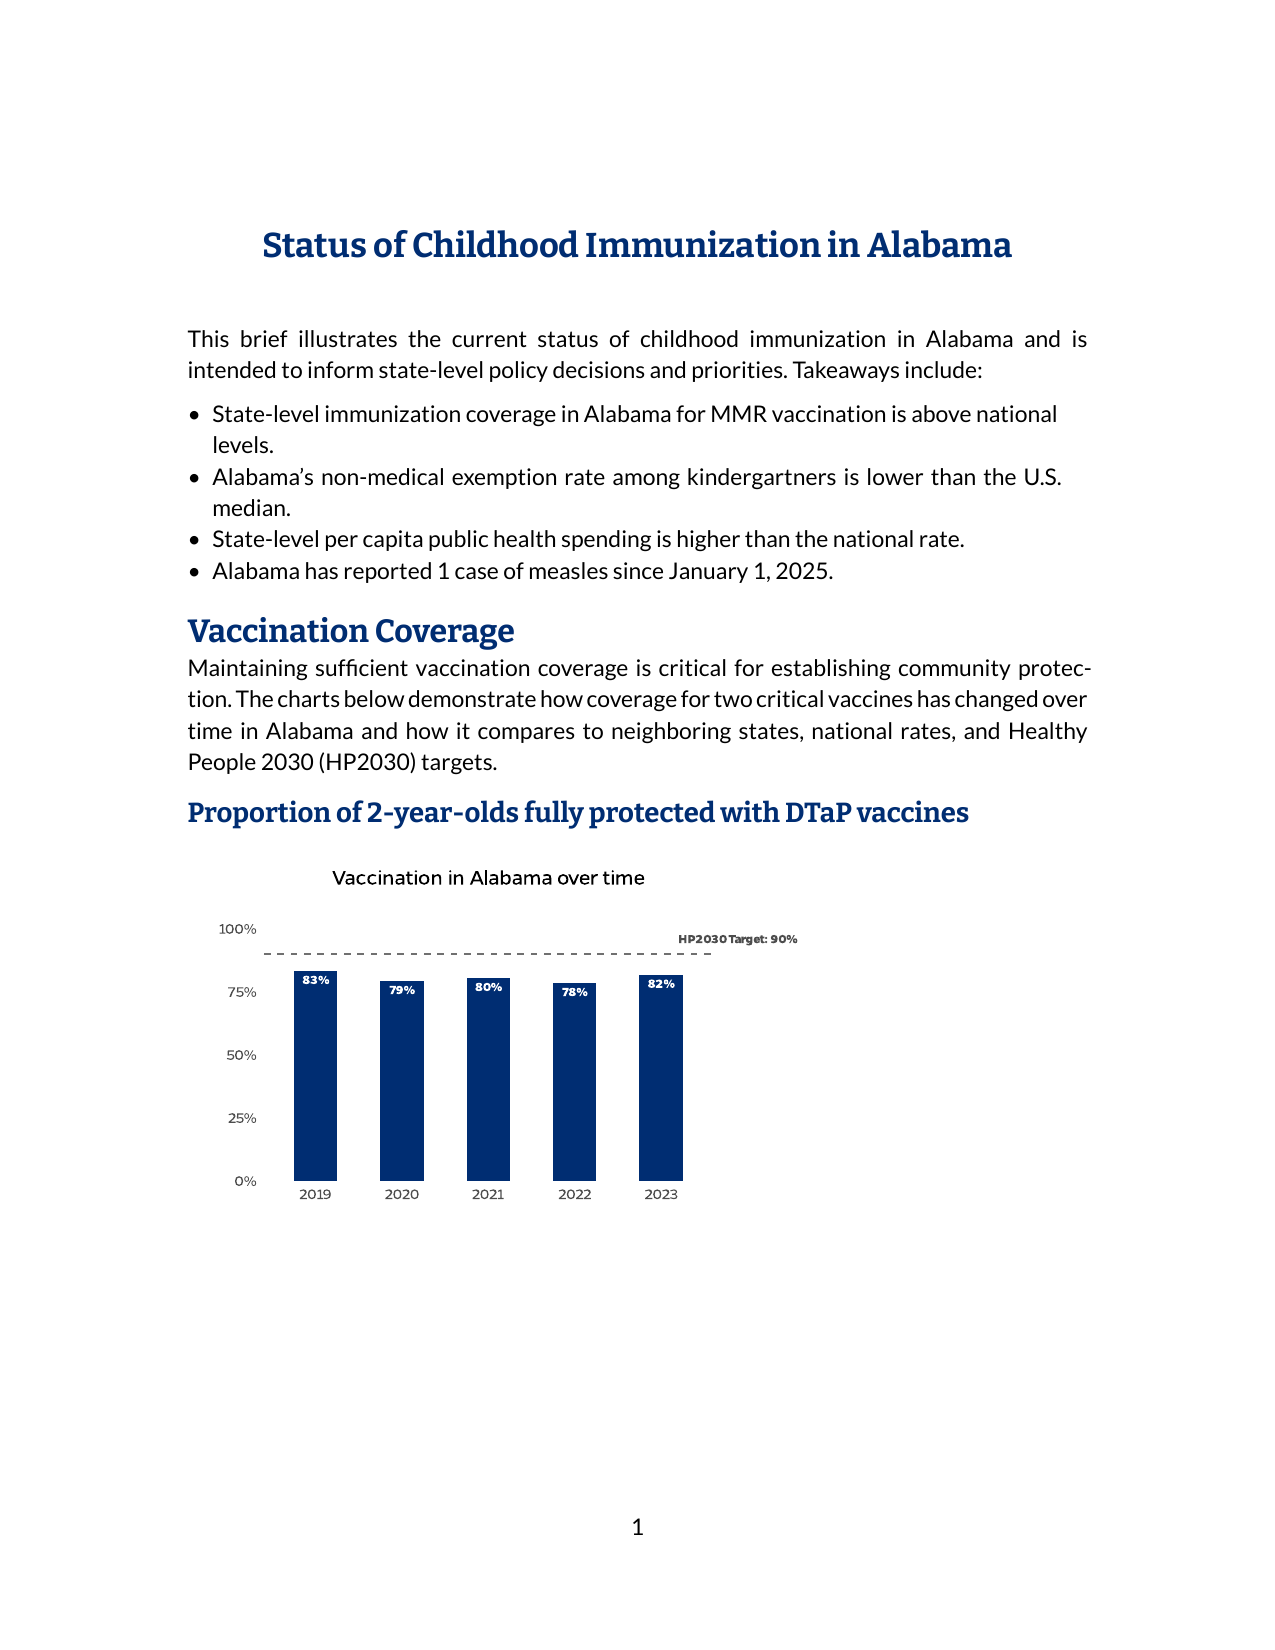 Status of Childhood Immunization in Alabama
This brief illustrates the current status of childhood immunization in Alabama and is
intended to inform state-level policy decisions and priorities. Takeaways include:
• State-level immunization coverage in Alabama for MMR vaccination is above national
levels.
• Alabama’s non-medical exemption rate among kindergartners is lower than the U.S.
median.
• State-level per capita public health spending is higher than the national rate.
• Alabama has reported 1 case of measles since January 1, 2025.
Vaccination Coverage
Maintaining sufficient vaccination coverage is critical for establishing community protec-
tion. The charts below demonstrate how coverage for two critical vaccines has changed over
time in Alabama and how it compares to neighboring states, national rates, and Healthy
People 2030 (HP2030) targets.
Proportion of 2-year-olds fully protected with DTaP vaccines
Vaccination in Alabama over time
100%
HP2030 Target: 90%
83%
79%
80%
78%
82%
75%
50%
25%
0%
2019 2020 2021 2022 2023
1